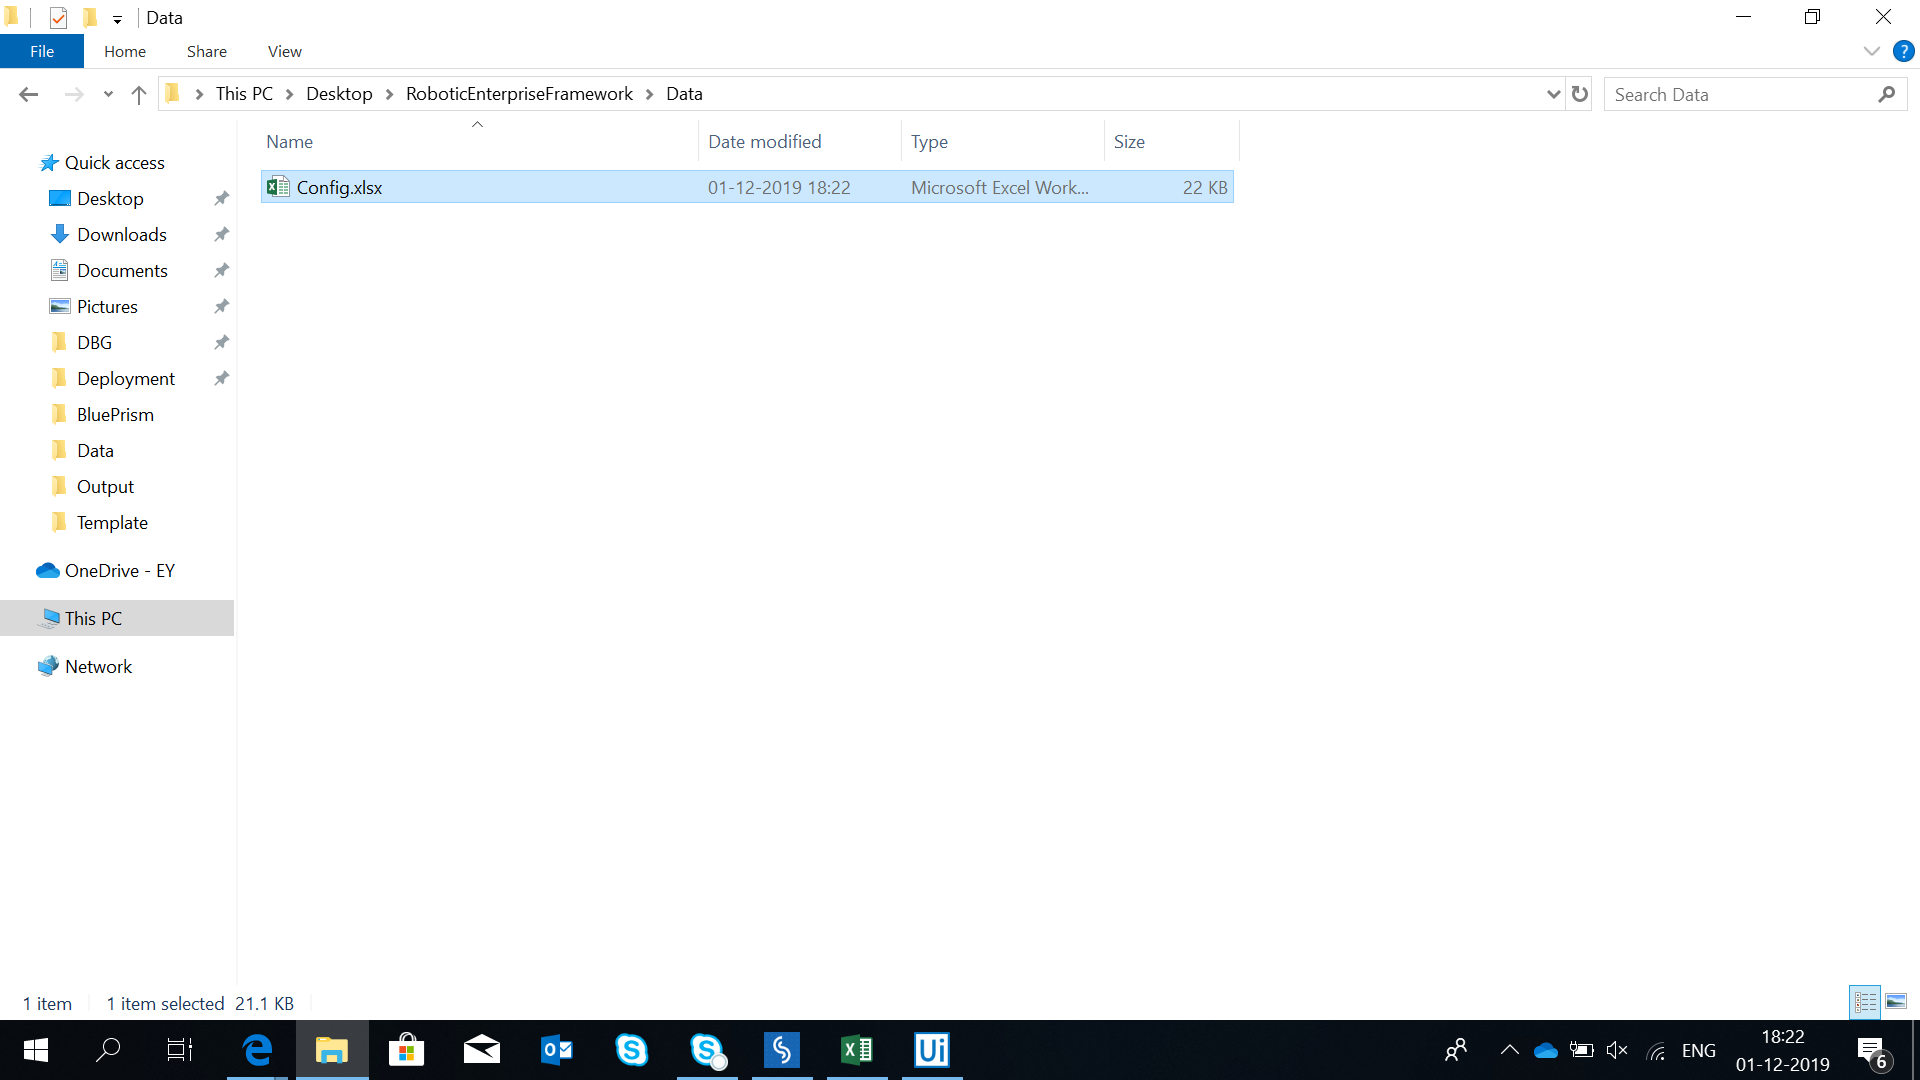 Data
File Home Share View
This PC Desktop RoboticEnterpriseFramework Data
Search Data
Name Date modified Type Size
Config.xlsx 01-12-2019 18:22 Microsoft Excel Work... 22 KB
Quick access
Desktop
Downloads
Documents
Pictures
DBG
Deployment
BluePrism
Data
Output
Template
OneDrive - EY
This PC
Network
1 item 1 item selected 21.1 KB
Ui
ENG
18:22
01-12-2019
6